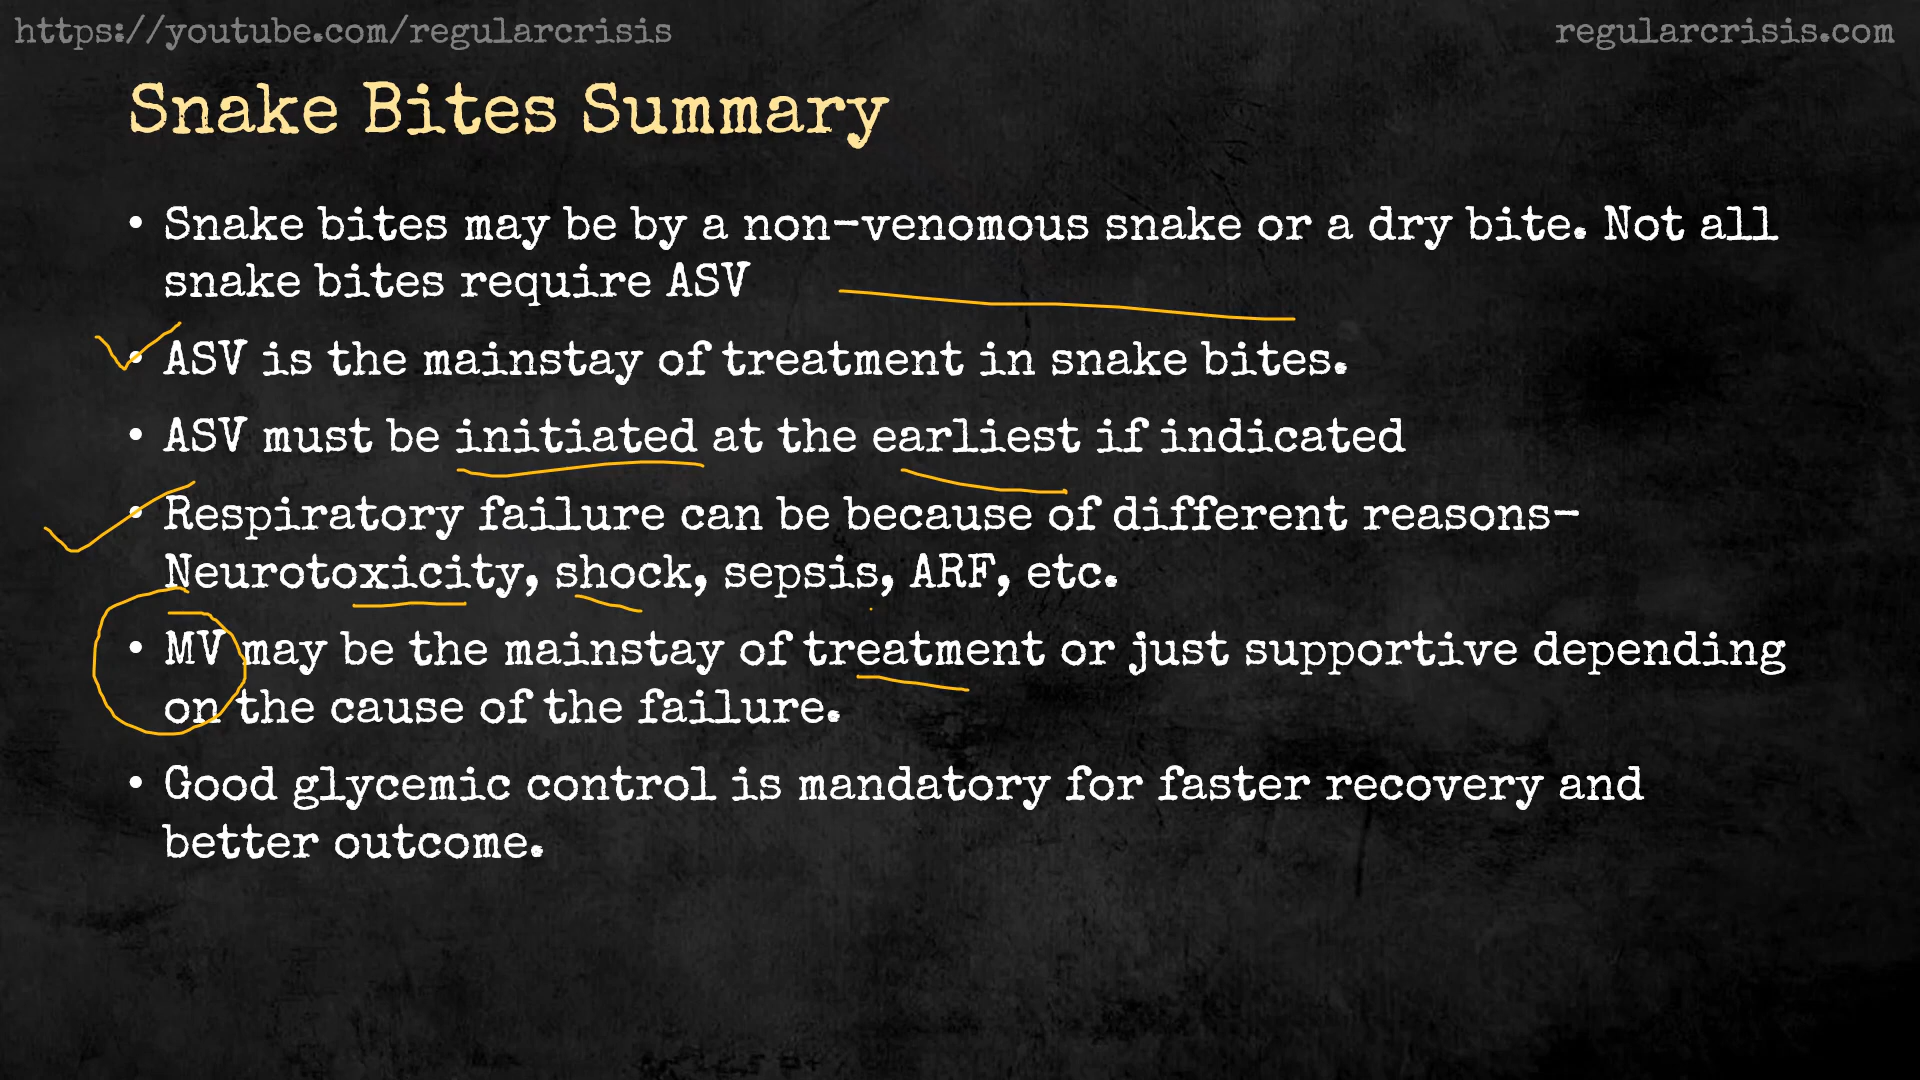 https://youtube.com/regularcrisis
regularcrisis.com
Snake Bites Summary
• Snake bites may be by a non-venomous snake or a dry bite. Not all
snake bites require ASV
• ASV is the mainstay of treatment in snake bites.
• ASV must be initiated at the earliest if indicated
• Respiratory failure can be because of different reasons-
Neurotoxicity, shock, sepsis, ARF, etc.
• MV may be the mainstay of treatment or just supportive depending
on the cause of the failure.
• Good glycemic control is mandatory for faster recovery and
better outcome.